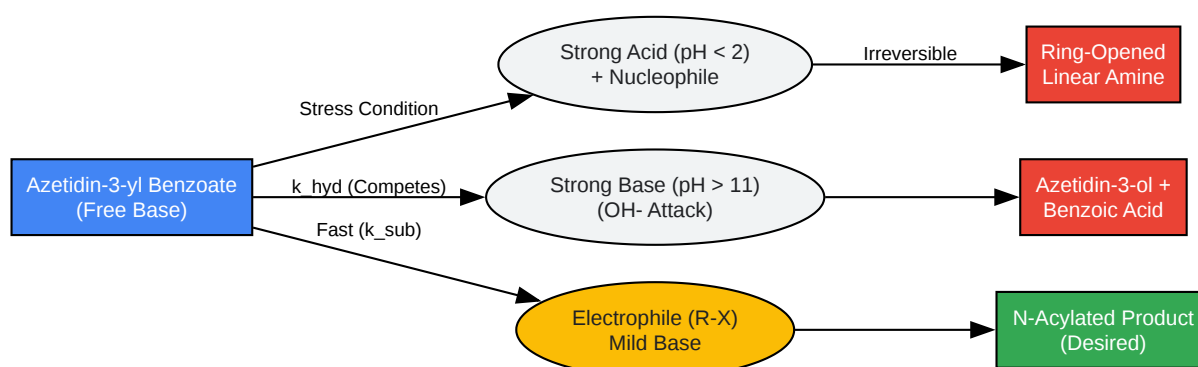 Strong Acid (pH < 2)
+ Nucleophile
Irreversible
Ring-Opened
Linear Amine
Stress Condition
Azetidin-3-yl Benzoate
(Free Base)
k_hyd (Competes)
Strong Base (pH > 11)
(OH- Attack)
Azetidin-3-ol +
Benzoic Acid
Fast (k_sub)
Electrophile (R-X)
Mild Base
N-Acylated Product
(Desired)